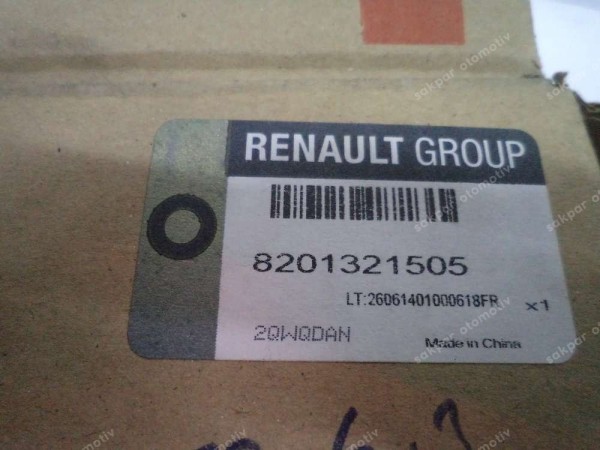 RENAULT GROUP
8201321505
LT:26061401000618FR x1
2QWQDAN
Made in China
sakpar otomotiv